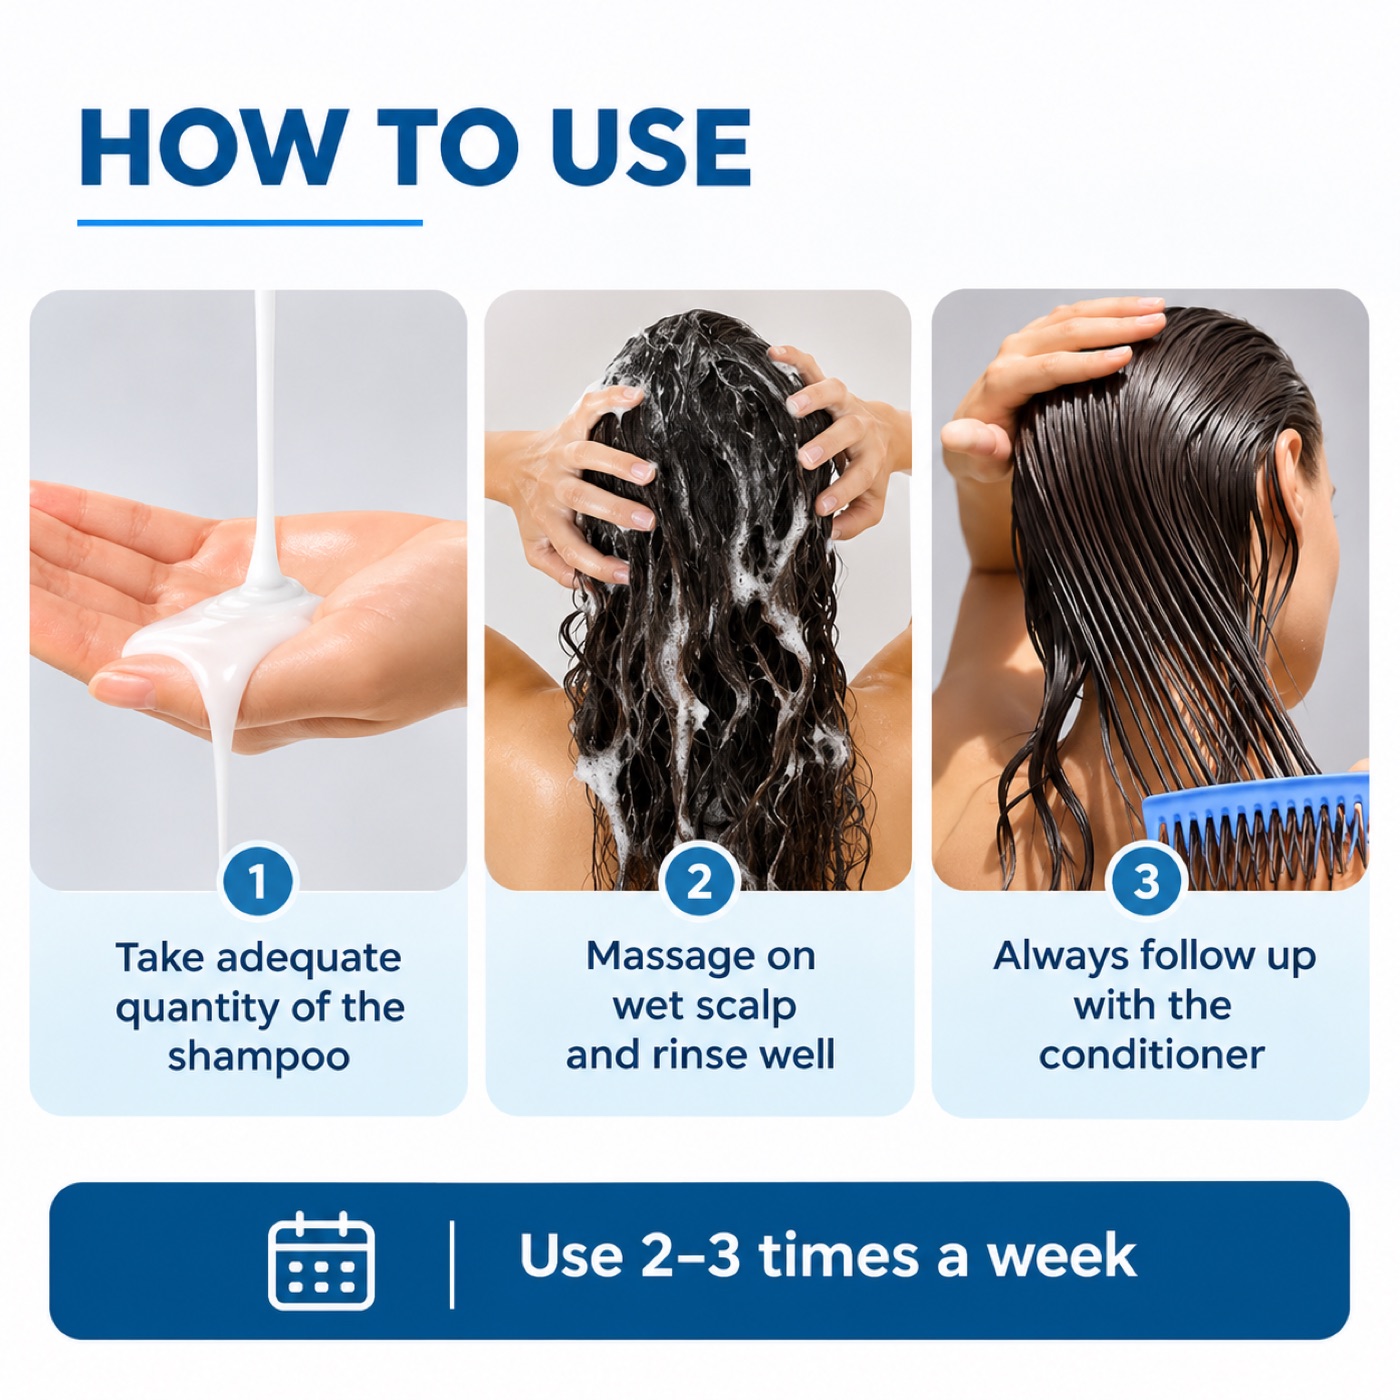 HOW TO USE
1
Take adequate
quantity of the
shampoo
2
Massage on
wet scalp
and rinse well
3
Always follow up
with the
conditioner
Use 2–3 times a week